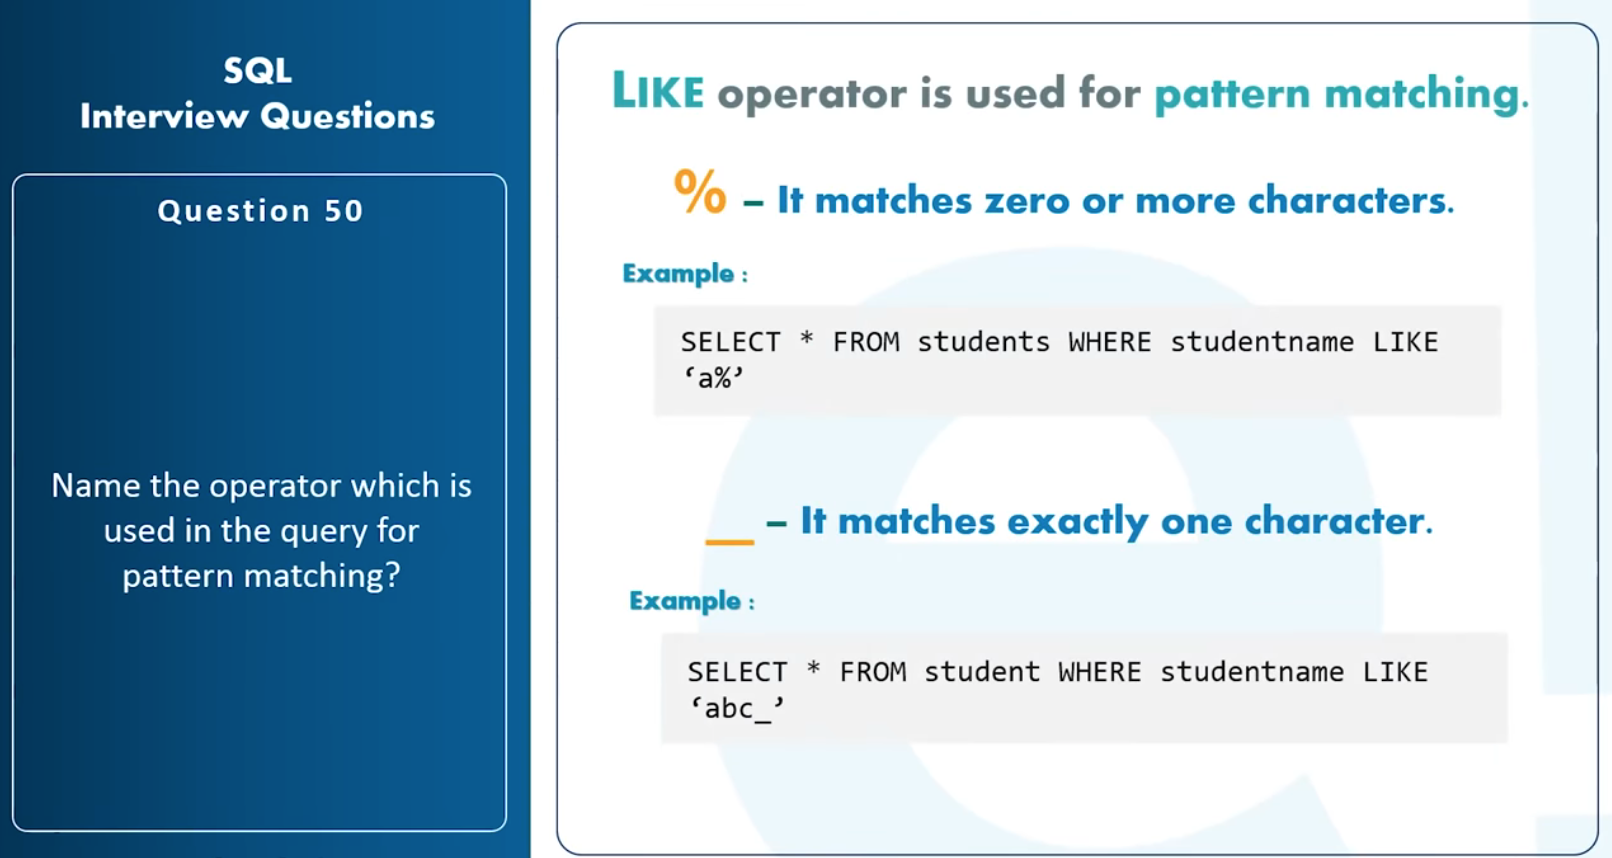 SQL
Interview Questions
Question 50
Name the operator which is
used in the query for
pattern matching?
LIKE operator is used for pattern matching.
% – It matches zero or more characters.
Example :
SELECT * FROM students WHERE studentname LIKE
‘a%’
_ – It matches exactly one character.
Example :
SELECT * FROM student WHERE studentname LIKE
‘abc_’